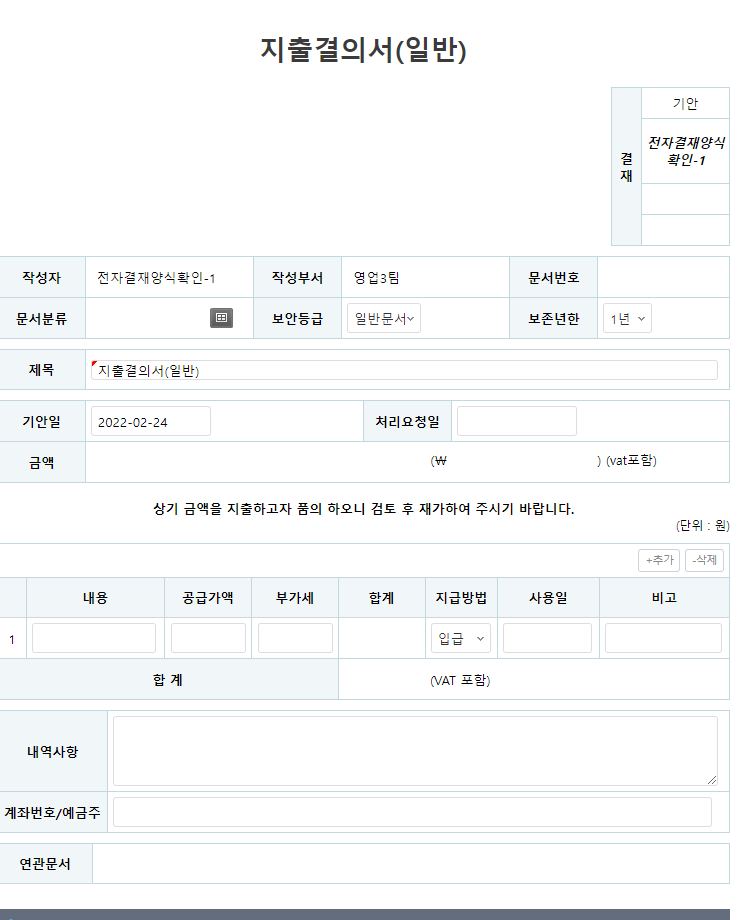 지출결의서(일반)
결
재
기안
전자결재양식
확인-1
작성자 전자결재양식확인-1 작성부서 영업3팀 문서번호
문서분류 보안등급 일반문서 보존년한 1년
제목 지출결의서(일반)
기안일 2022-02-24 처리요청일
금액 (₩ ) (vat포함)
상기 금액을 지출하고자 품의 하오니 검토 후 재가하여 주시기 바랍니다.
(단위 : 원)
+추가 -삭제
내용 공급가액 부가세 합계 지급방법 사용일 비고
1 입급
합 계 (VAT 포함)
내역사항
계좌번호/예금주
연관문서